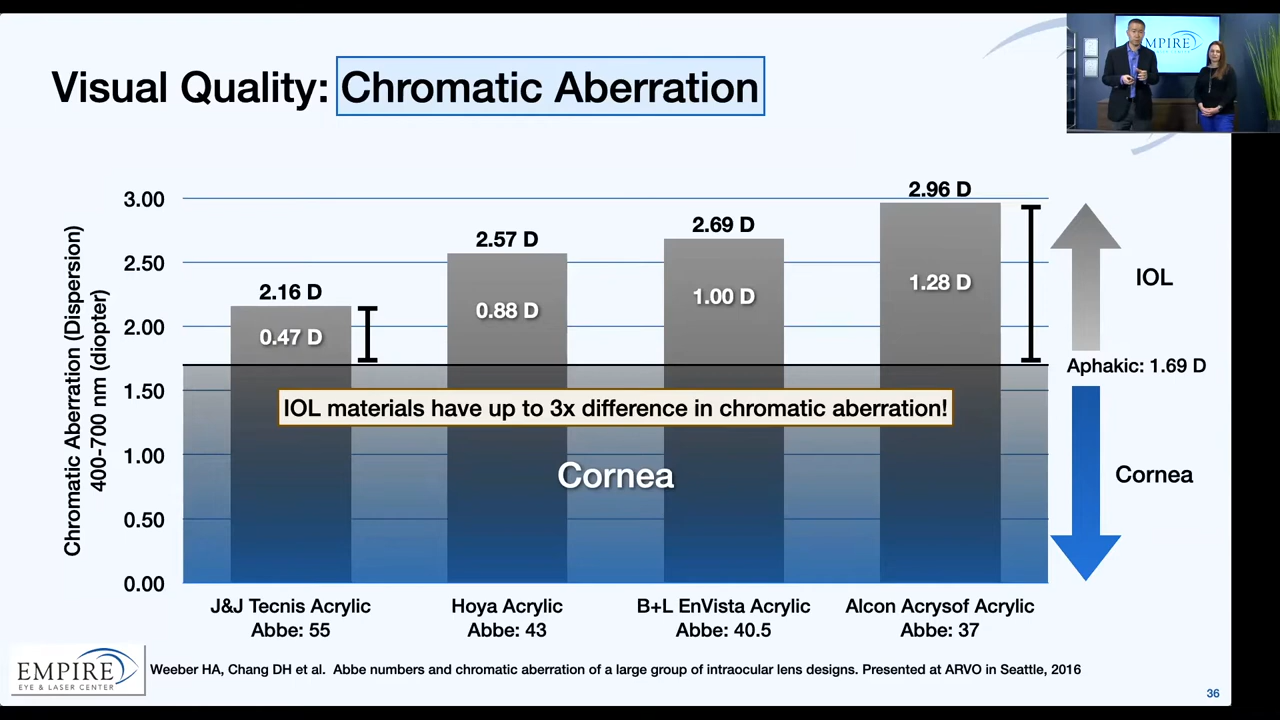 Visual Quality: Chromatic Aberration
EMPIRE
Chromatic Aberration (Dispersion)
400-700 nm (diopter)
3.00
2.50
2.00
1.50
1.00
0.50
0.00
2.16 D
0.47 D
2.57 D
0.88 D
2.69 D
1.00 D
2.96 D
1.28 D
IOL
Aphakic: 1.69 D
IOL materials have up to 3x difference in chromatic aberration!
Cornea
Cornea
J&J Tecnis Acrylic
Abbe: 55
Hoya Acrylic
Abbe: 43
B+L EnVista Acrylic
Abbe: 40.5
Alcon Acrysof Acrylic
Abbe: 37
EMPIRE
EYE & LASER CENTER
Weeber HA, Chang DH et al. Abbe numbers and chromatic aberration of a large group of intraocular lens designs. Presented at ARVO in Seattle, 2016
36